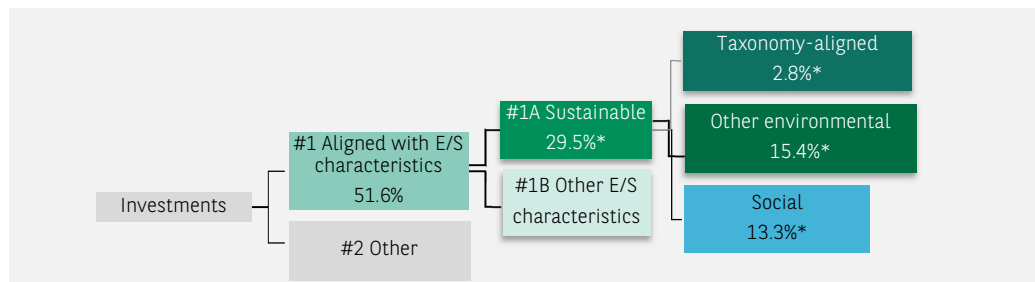 Investments
#1 Aligned with E/S
characteristics
51.6%
#2 Other
#1A Sustainable
29.5%*
#1B Other E/S
characteristics
Taxonomy-aligned
2.8%*
Other environmental
15.4%*
Social
13.3%*